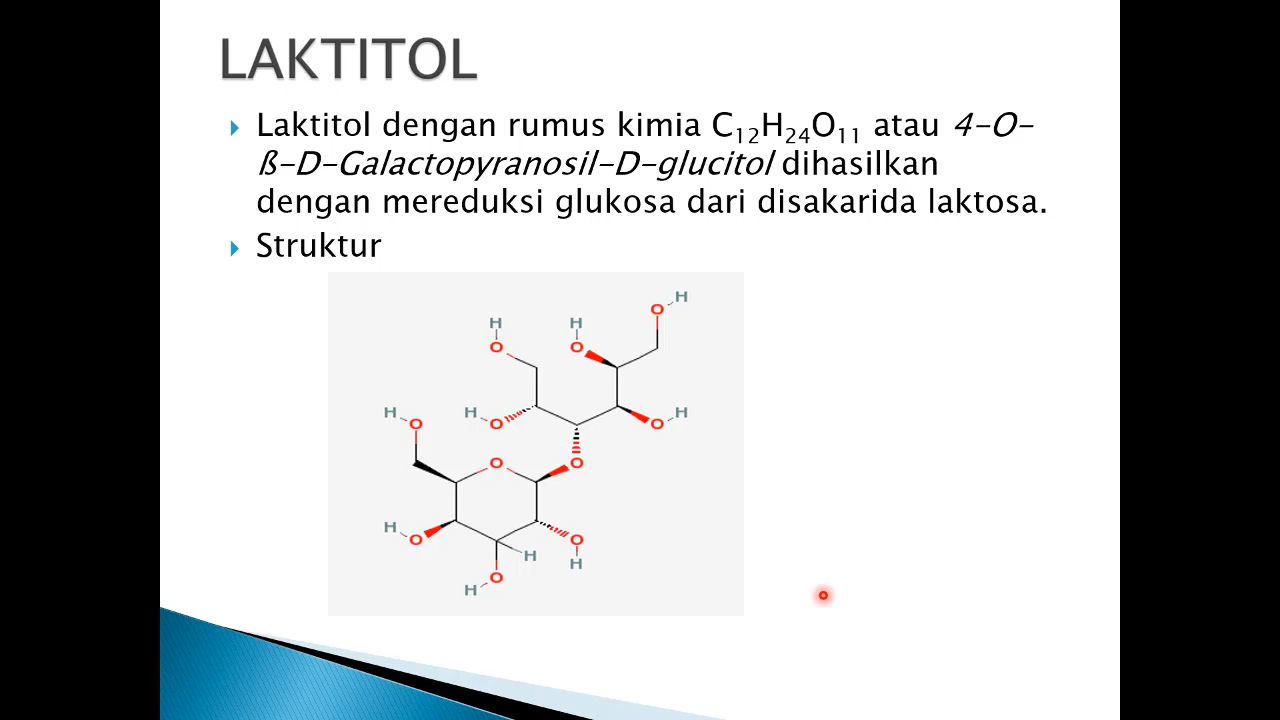 LAKTITOL
Laktitol dengan rumus kimia C₁₂H₂₄O₁₁ atau 4-O-
ß-D-Galactopyranosil-D-glucitol dihasilkan
dengan mereduksi glukosa dari disakarida laktosa.
Struktur
H
O
H
H
O
O
H
O
H
O
O
H
O
O
H
O
H
O
H
O
H
O
H